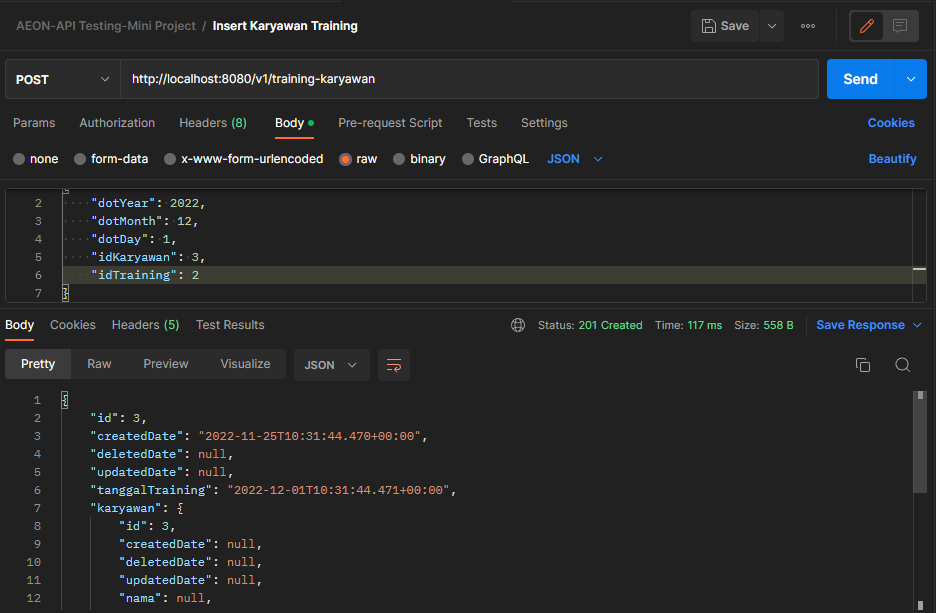 AEON-API Testing-Mini Project / Insert Karyawan Training
Save
POST http://localhost:8080/v1/training-karyawan Send
Params Authorization Headers (8) Body Pre-request Script Tests Settings Cookies
none form-data x-www-form-urlencoded raw binary GraphQL JSON Beautify
2 "dotYear": 2022,
3 "dotMonth": 12,
4 "dotDay": 1,
5 "idKaryawan": 3,
6 "idTraining": 2
7 }
Body Cookies Headers (5) Test Results Status: 201 Created Time: 117 ms Size: 558 B Save Response
Pretty Raw Preview Visualize JSON
1 {
2 "id": 3,
3 "createdDate": "2022-11-25T10:31:44.470+00:00",
4 "deletedDate": null,
5 "updatedDate": null,
6 "tanggalTraining": "2022-12-01T10:31:44.471+00:00",
7 "karyawan": {
8 "id": 3,
9 "createdDate": null,
10 "deletedDate": null,
11 "updatedDate": null,
12 "nama": null,